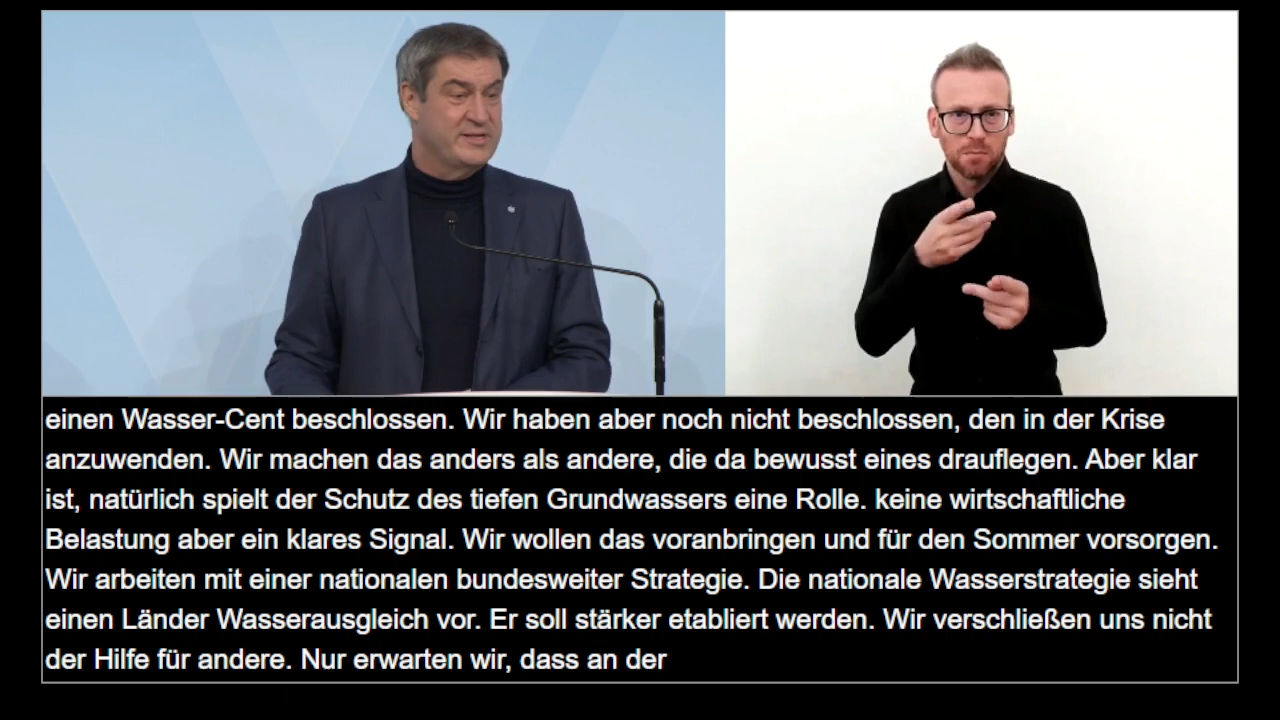 einen Wasser-Cent beschlossen. Wir haben aber noch nicht beschlossen, den in der Krise
anzuwenden. Wir machen das anders als andere, die da bewusst eines drauflegen. Aber klar
ist, natürlich spielt der Schutz des tiefen Grundwassers eine Rolle. keine wirtschaftliche
Belastung aber ein klares Signal. Wir wollen das voranbringen und für den Sommer vorsorgen.
Wir arbeiten mit einer nationalen bundesweiter Strategie. Die nationale Wasserstrategie sieht
einen Länder Wasserausgleich vor. Er soll stärker etabliert werden. Wir verschließen uns nicht
der Hilfe für andere. Nur erwarten wir, dass an der